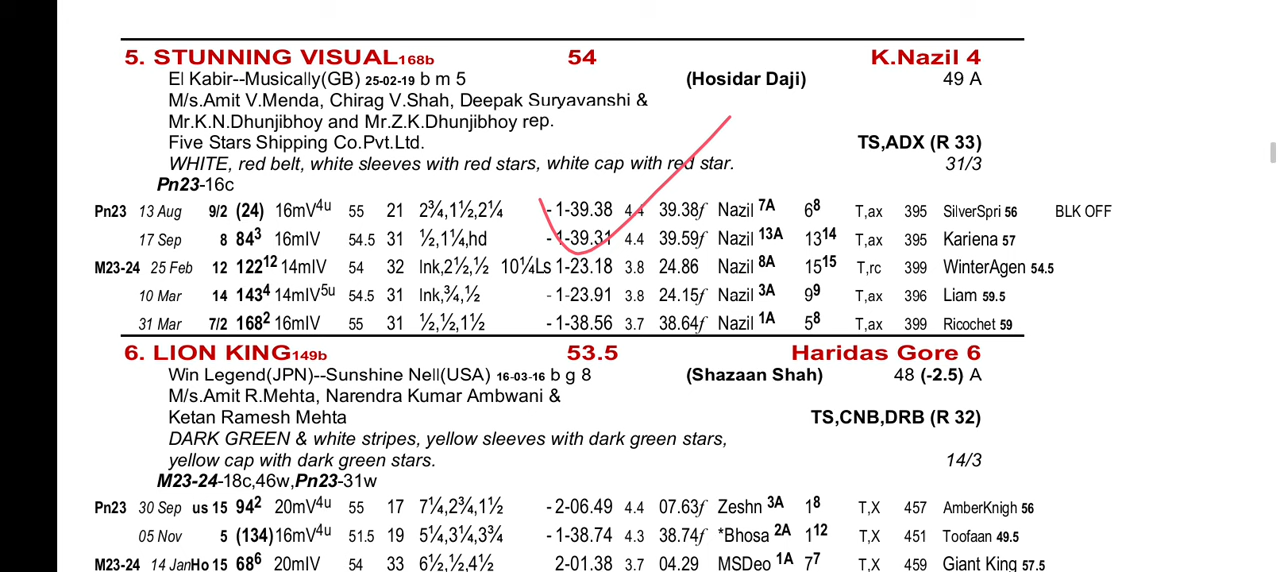 5. STUNNING VISUAL168b 54 K.Nazil 4
El Kabir--Musically(GB) 25-02-19 b m 5 (Hosidar Daji) 49 A
M/s.Amit V.Menda, Chirag V.Shah, Deepak Suryavanshi &
Mr.K.N.Dhunjibhoy and Mr.Z.K.Dhunjibhoy rep.
Five Stars Shipping Co.Pvt.Ltd. TS,ADX (R 33)
WHITE, red belt, white sleeves with red stars, white cap with red star. 31/3
Pn23-16c
Pn23 13 Aug 9/2 (24) 16mV4u 55 21 2¾,1½,2¼ - 1-39.38 4.4 39.38f Nazil 7A 6⁸ T,ax 395 SilverSpri 56 BLK OFF
17 Sep 8 84³ 16mIV 54.5 31 ½,1¼,hd - 1-39.31 4.4 39.59f Nazil 13A 13¹⁴ T,ax 395 Kariena 57
M23-24 25 Feb 12 122¹² 14mIV 54 32 lnk,2½,½ 10¼Ls 1-23.18 3.8 24.86 Nazil 8A 15¹⁵ T,rc 399 WinterAgen 54.5
10 Mar 14 143⁴ 14mIV5u 54.5 31 lnk,¾,½ - 1-23.91 3.8 24.15f Nazil 3A 9⁹ T,ax 396 Liam 59.5
31 Mar 7/2 168² 16mIV 55 31 ½,½,1½ - 1-38.56 3.7 38.64f Nazil 1A 5⁸ T,ax 399 Ricochet 59
6. LION KING149b 53.5 Haridas Gore 6
Win Legend(JPN)--Sunshine Nell(USA) 16-03-16 b g 8 (Shazaan Shah) 48 (-2.5) A
M/s.Amit R.Mehta, Narendra Kumar Ambwani &
Ketan Ramesh Mehta TS,CNB,DRB (R 32)
DARK GREEN & white stripes, yellow sleeves with dark green stars,
yellow cap with dark green stars. 14/3
M23-24-18c,46w,Pn23-31w
Pn23 30 Sep us 15 94² 20mV4u 55 17 7¼,2¾,1½ - 2-06.49 4.4 07.63f Zeshn 3A 1⁸ T,X 457 AmberKnigh 56
05 Nov 5 (134) 16mV4u 51.5 19 5¼,3¼,3¾ - 1-38.74 4.3 38.74f *Bhosa 2A 1¹² T,X 451 Toofaan 49.5
M23-24 14 Jan Ho 15 68⁶ 20mIV 54 33 6½,½,4½ 2-01.38 3.7 04.29 MSDeo 1A 7⁷ T,X 459 Giant King 57.5